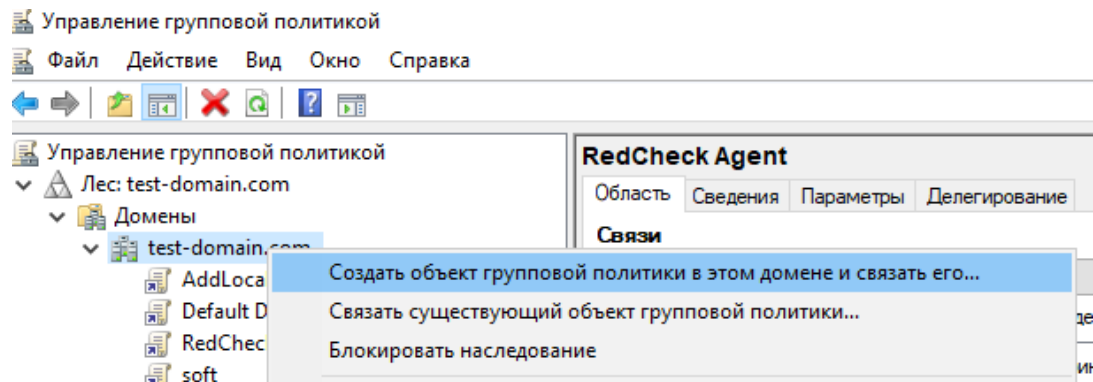 Управление групповой политикой
Файл Действие Вид Окно Справка
Управление групповой политикой
Лес: test-domain.com
Домены
test-domain.com
AddLoca
Default D
RedChec
soft
RedCheck Agent
Область Сведения Параметры Делегирование
Связи
Создать объект групповой политики в этом домене и связать его...
Связать существующий объект групповой политики...
Блокировать наследование